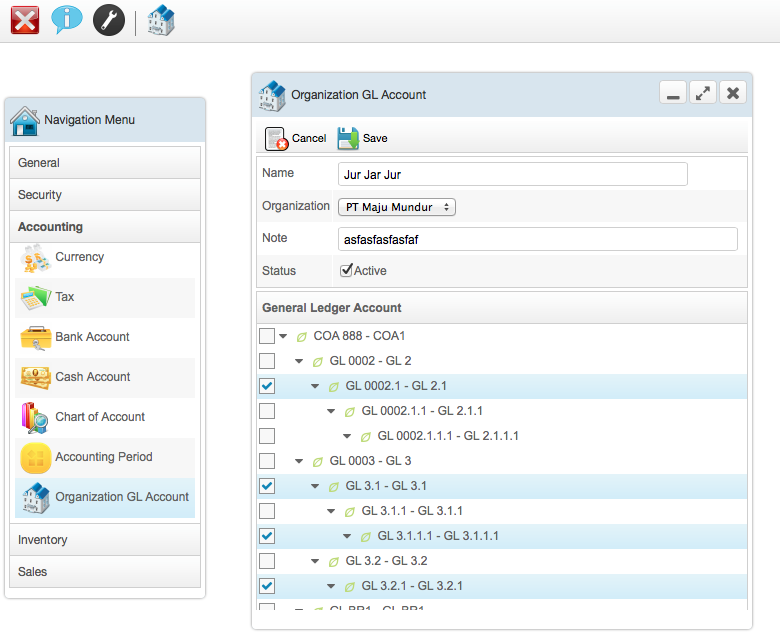 Navigation Menu
General
Security
Accounting
Currency
Tax
Bank Account
Cash Account
Chart of Account
Accounting Period
Organization GL Account
Inventory
Sales
Organization GL Account
Cancel Save
Name Jur Jar Jur
Organization PT Maju Mundur
Note asfasfasfasfaf
Status Active
General Ledger Account
COA 888 - COA1
GL 0002 - GL 2
GL 0002.1 - GL 2.1
GL 0002.1.1 - GL 2.1.1
GL 0002.1.1.1 - GL 2.1.1.1
GL 0003 - GL 3
GL 3.1 - GL 3.1
GL 3.1.1 - GL 3.1.1
GL 3.1.1.1 - GL 3.1.1.1
GL 3.2 - GL 3.2
GL 3.2.1 - GL 3.2.1